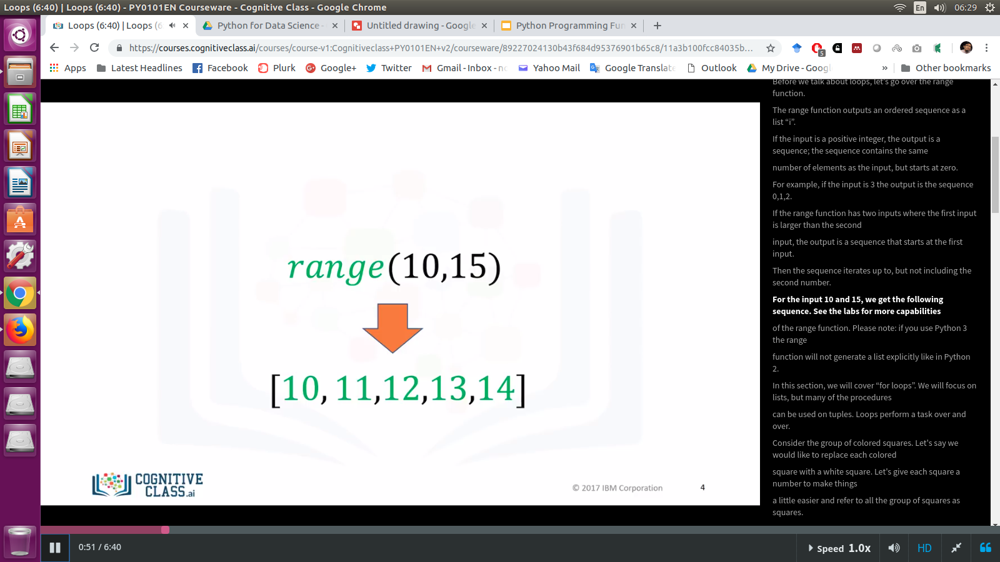 Loops (6:40) | Loops (6:40) - PY0101EN Courseware - Cognitive Class - Google Chrome
En
06:29
Loops (6:40) | Loops (6
Python for Data Science -
Untitled drawing - Google
Python Programming Fun
https://courses.cognitiveclass.ai/courses/course-v1:Cognitiveclass+PY0101EN+v2/courseware/89227024130b43f684d95376901b65c8/11a3b100fcc84035b...
5
Apps
Latest Headlines
Facebook
Plurk
Google+
Twitter
Gmail - Inbox - no
Yahoo Mail
Google Translate
Outlook
My Drive - Googl
»
Other bookmarks
range(10,15)
[10, 11,12,13,14]
COGNITIVE
CLASS.ai
© 2017 IBM Corporation
4
Before we talk about loops, let's go over the range
function.
The range function outputs an ordered sequence as a
list “i”.
If the input is a positive integer, the output is a
sequence; the sequence contains the same
number of elements as the input, but starts at zero.
For example, if the input is 3 the output is the sequence
0,1,2.
If the range function has two inputs where the first input
is larger than the second
input, the output is a sequence that starts at the first
input.
Then the sequence iterates up to, but not including the
second number.
For the input 10 and 15, we get the following
sequence. See the labs for more capabilities
of the range function. Please note: if you use Python 3
the range
function will not generate a list explicitly like in Python
2.
In this section, we will cover “for loops”. We will focus on
lists, but many of the procedures
can be used on tuples. Loops perform a task over and
over.
Consider the group of colored squares. Let's say we
would like to replace each colored
square with a white square. Let's give each square a
number to make things
a little easier and refer to all the group of squares as
squares.
0:51 / 6:40
Speed 1.0x
HD